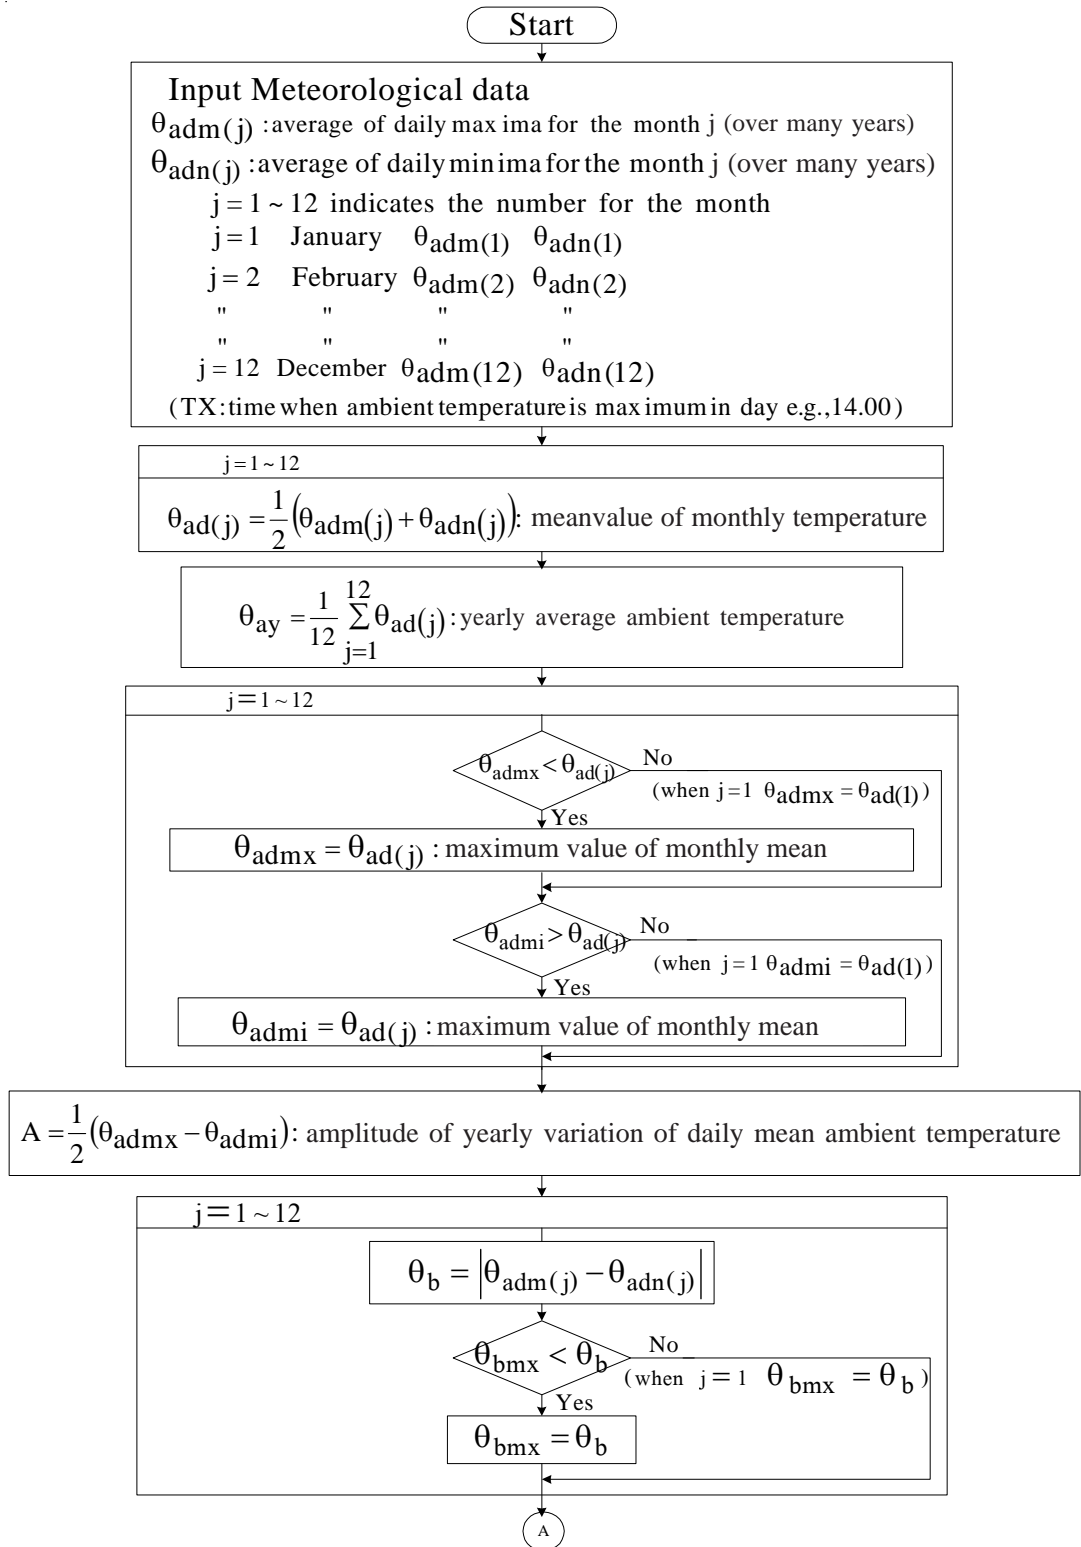 Start
Input Meteorological data
θadm(j) : average of daily maxima for the month j (over many years)
θadn(j) : average of daily minima for the month j (over many years)
j = 1 ~ 12 indicates the number for the month
j = 1 January θadm(1) θadn(1)
j = 2 February θadm(2) θadn(2)
" " " "
" " " "
j = 12 December θadm(12) θadn(12)
(TX: time when ambient temperature is maximum in day e.g., 14.00)
j = 1 ~ 12
θad(j) = 1/2 (θadm(j) + θadn(j)): mean value of monthly temperature
θay = 1/12 12∑j=1 θad(j) : yearly average ambient temperature
j = 1 ~ 12
θadmx < θad(j) No
(when j=1 θadmx = θad(1))
Yes
θadmx = θad(j) : maximum value of monthly mean
θadmi > θad(j) No
(when j=1 θadmi = θad(1))
Yes
θadmi = θad(j) : maximum value of monthly mean
A = 1/2 (θadmx − θadmi): amplitude of yearly variation of daily mean ambient temperature
j = 1 ~ 12
θb = |θadm(j) − θadn(j)|
θbmx < θb No
(when j = 1 θbmx = θb)
Yes
θbmx = θb
A